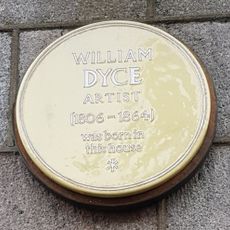 WILLIAM
DYCE
ARTIST
(1806 - 1864)
was born in
this house